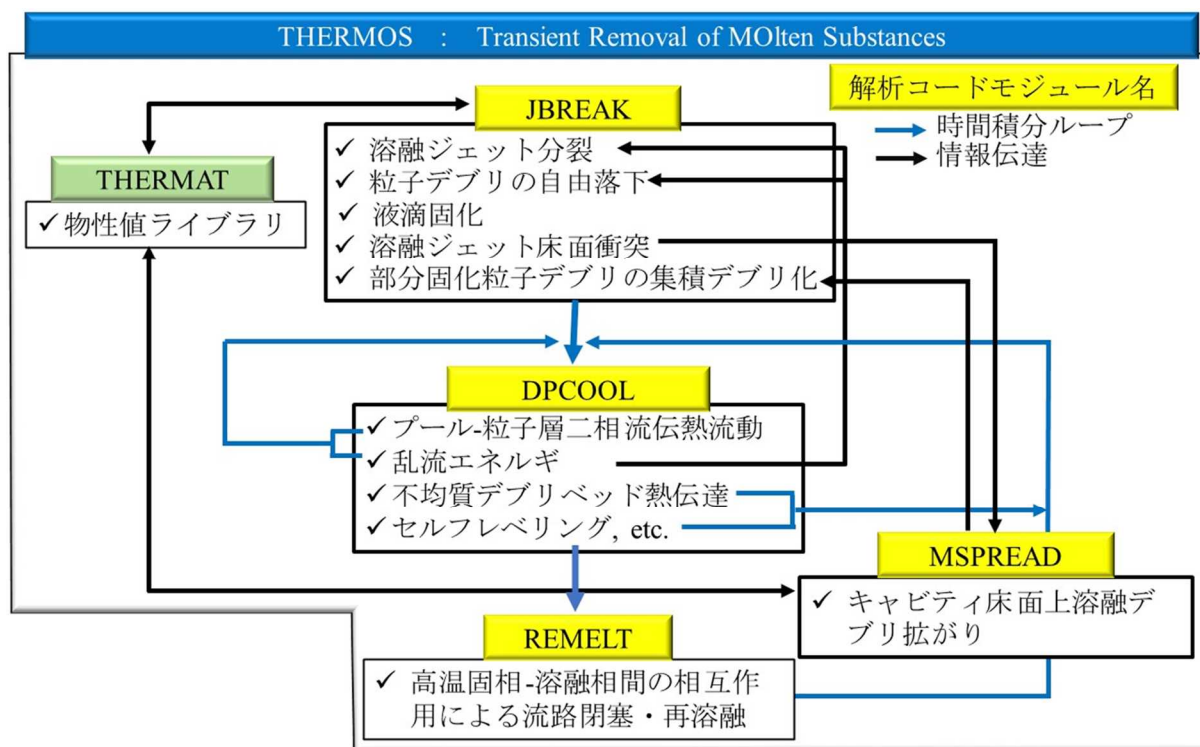 THERMOS : Transient Removal of MOlten Substances
解析コードモジュール名
時間積分ループ
情報伝達
JBREAK
✓ 溶融ジェット分裂
✓ 粒子デブリの自由落下
✓ 液滴固化
✓ 溶融ジェット床面衝突
✓ 部分固化粒子デブリの集積デブリ化
THERMAT
✓ 物性値ライブラリ
DPCOOL
✓ プール-粒子層二相流伝熱流動
✓ 乱流エネルギ
✓ 不均質デブリベッド熱伝達
✓ セルフレベリング, etc.
MSPREAD
✓ キャビティ床面上溶融デ
ブリ拡がり
REMELT
✓ 高温固相-溶融相間の相互作
用による流路閉塞・再溶融